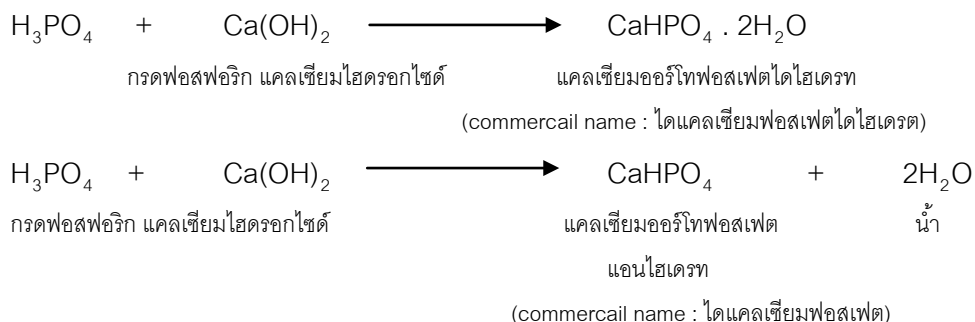 H₃PO₄ + Ca(OH)₂ ⟶ CaHPO₄ . 2H₂O
กรดฟอสฟอริก แคลเซียมไฮดรอกไซด์ แคลเซียมออร์โทฟอสเฟตไดไฮเดรท
(commercail name : ไดแคลเซียมฟอสเฟตไดไฮเดรต)
H₃PO₄ + Ca(OH)₂ ⟶ CaHPO₄ + 2H₂O
กรดฟอสฟอริก แคลเซียมไฮดรอกไซด์ แคลเซียมออร์โทฟอสเฟต น้ำ
แอนไฮเดรท
(commercail name : ไดแคลเซียมฟอสเฟต)